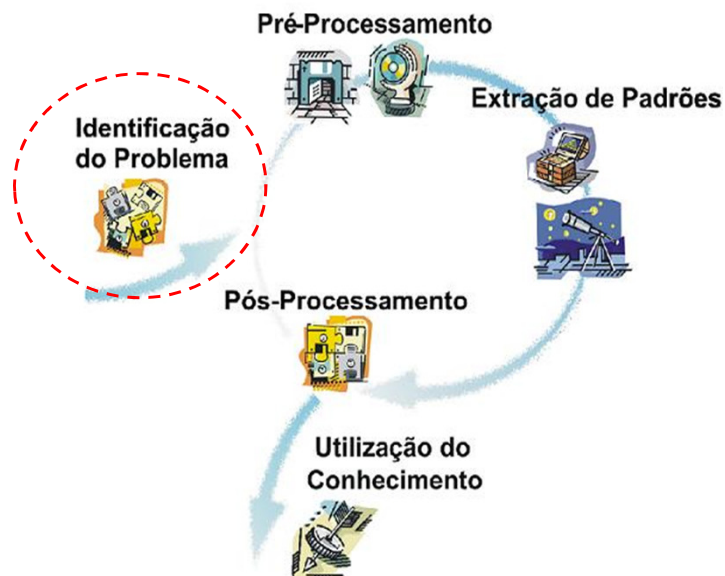 Pré-Processamento
Extração de Padrões
Identificação
do Problema
Pós-Processamento
Utilização do
Conhecimento